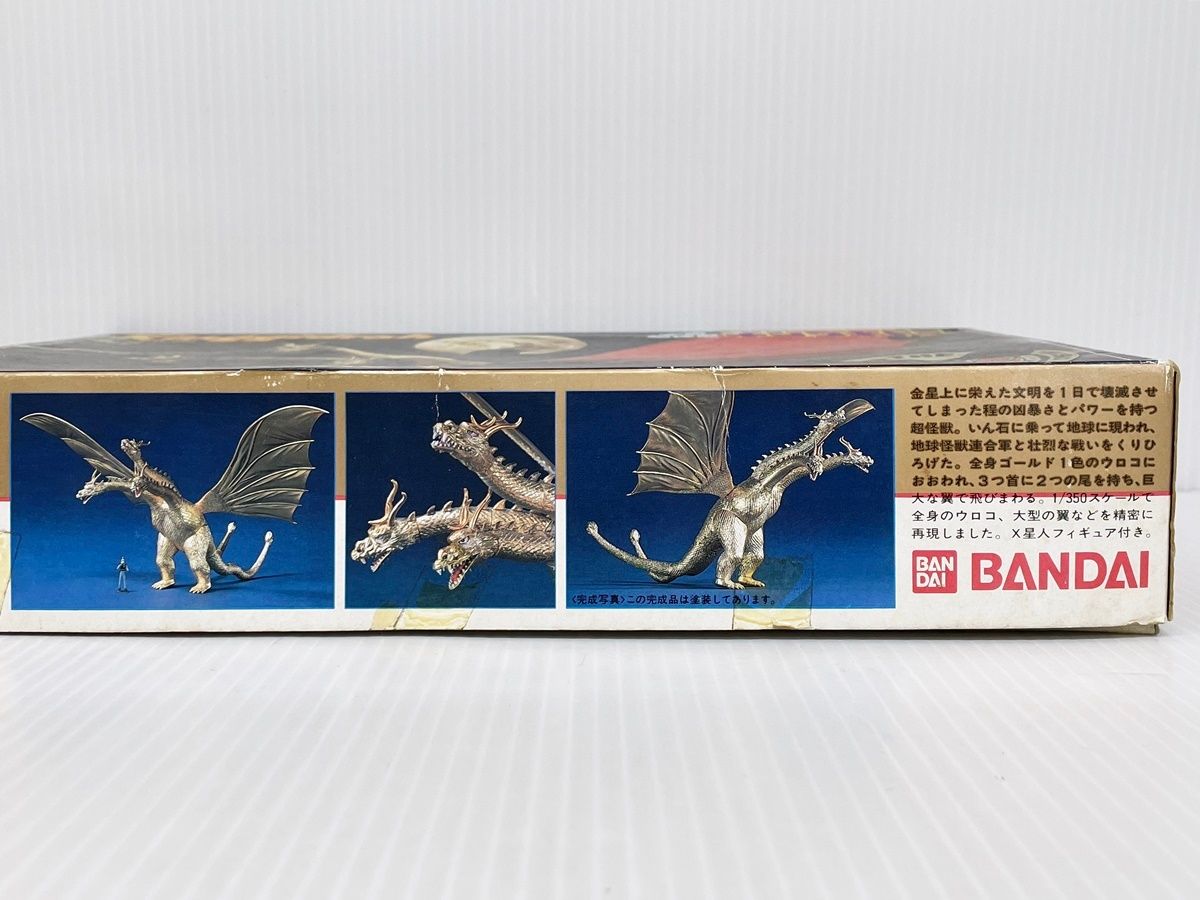 金星上に栄えた文明を1日で壊滅させ
てしまった程の凶暴さとパワーを持つ
超怪獣。いん石に乗って地球に現われ、
地球怪獣連合軍と壮烈な戦いをくりひ
ろげた。全身ゴールド1色のウロコに
おおわれ、3つ首に2つの尾を持ち、巨
大な翼で飛びまわる。1/350スケールで
全身のウロコ、大型の翼などを精密に
再現しました。X星人フィギュア付き。
BAN
DAI
BANDAI
〈完成写真〉この完成品は塗装してあります。